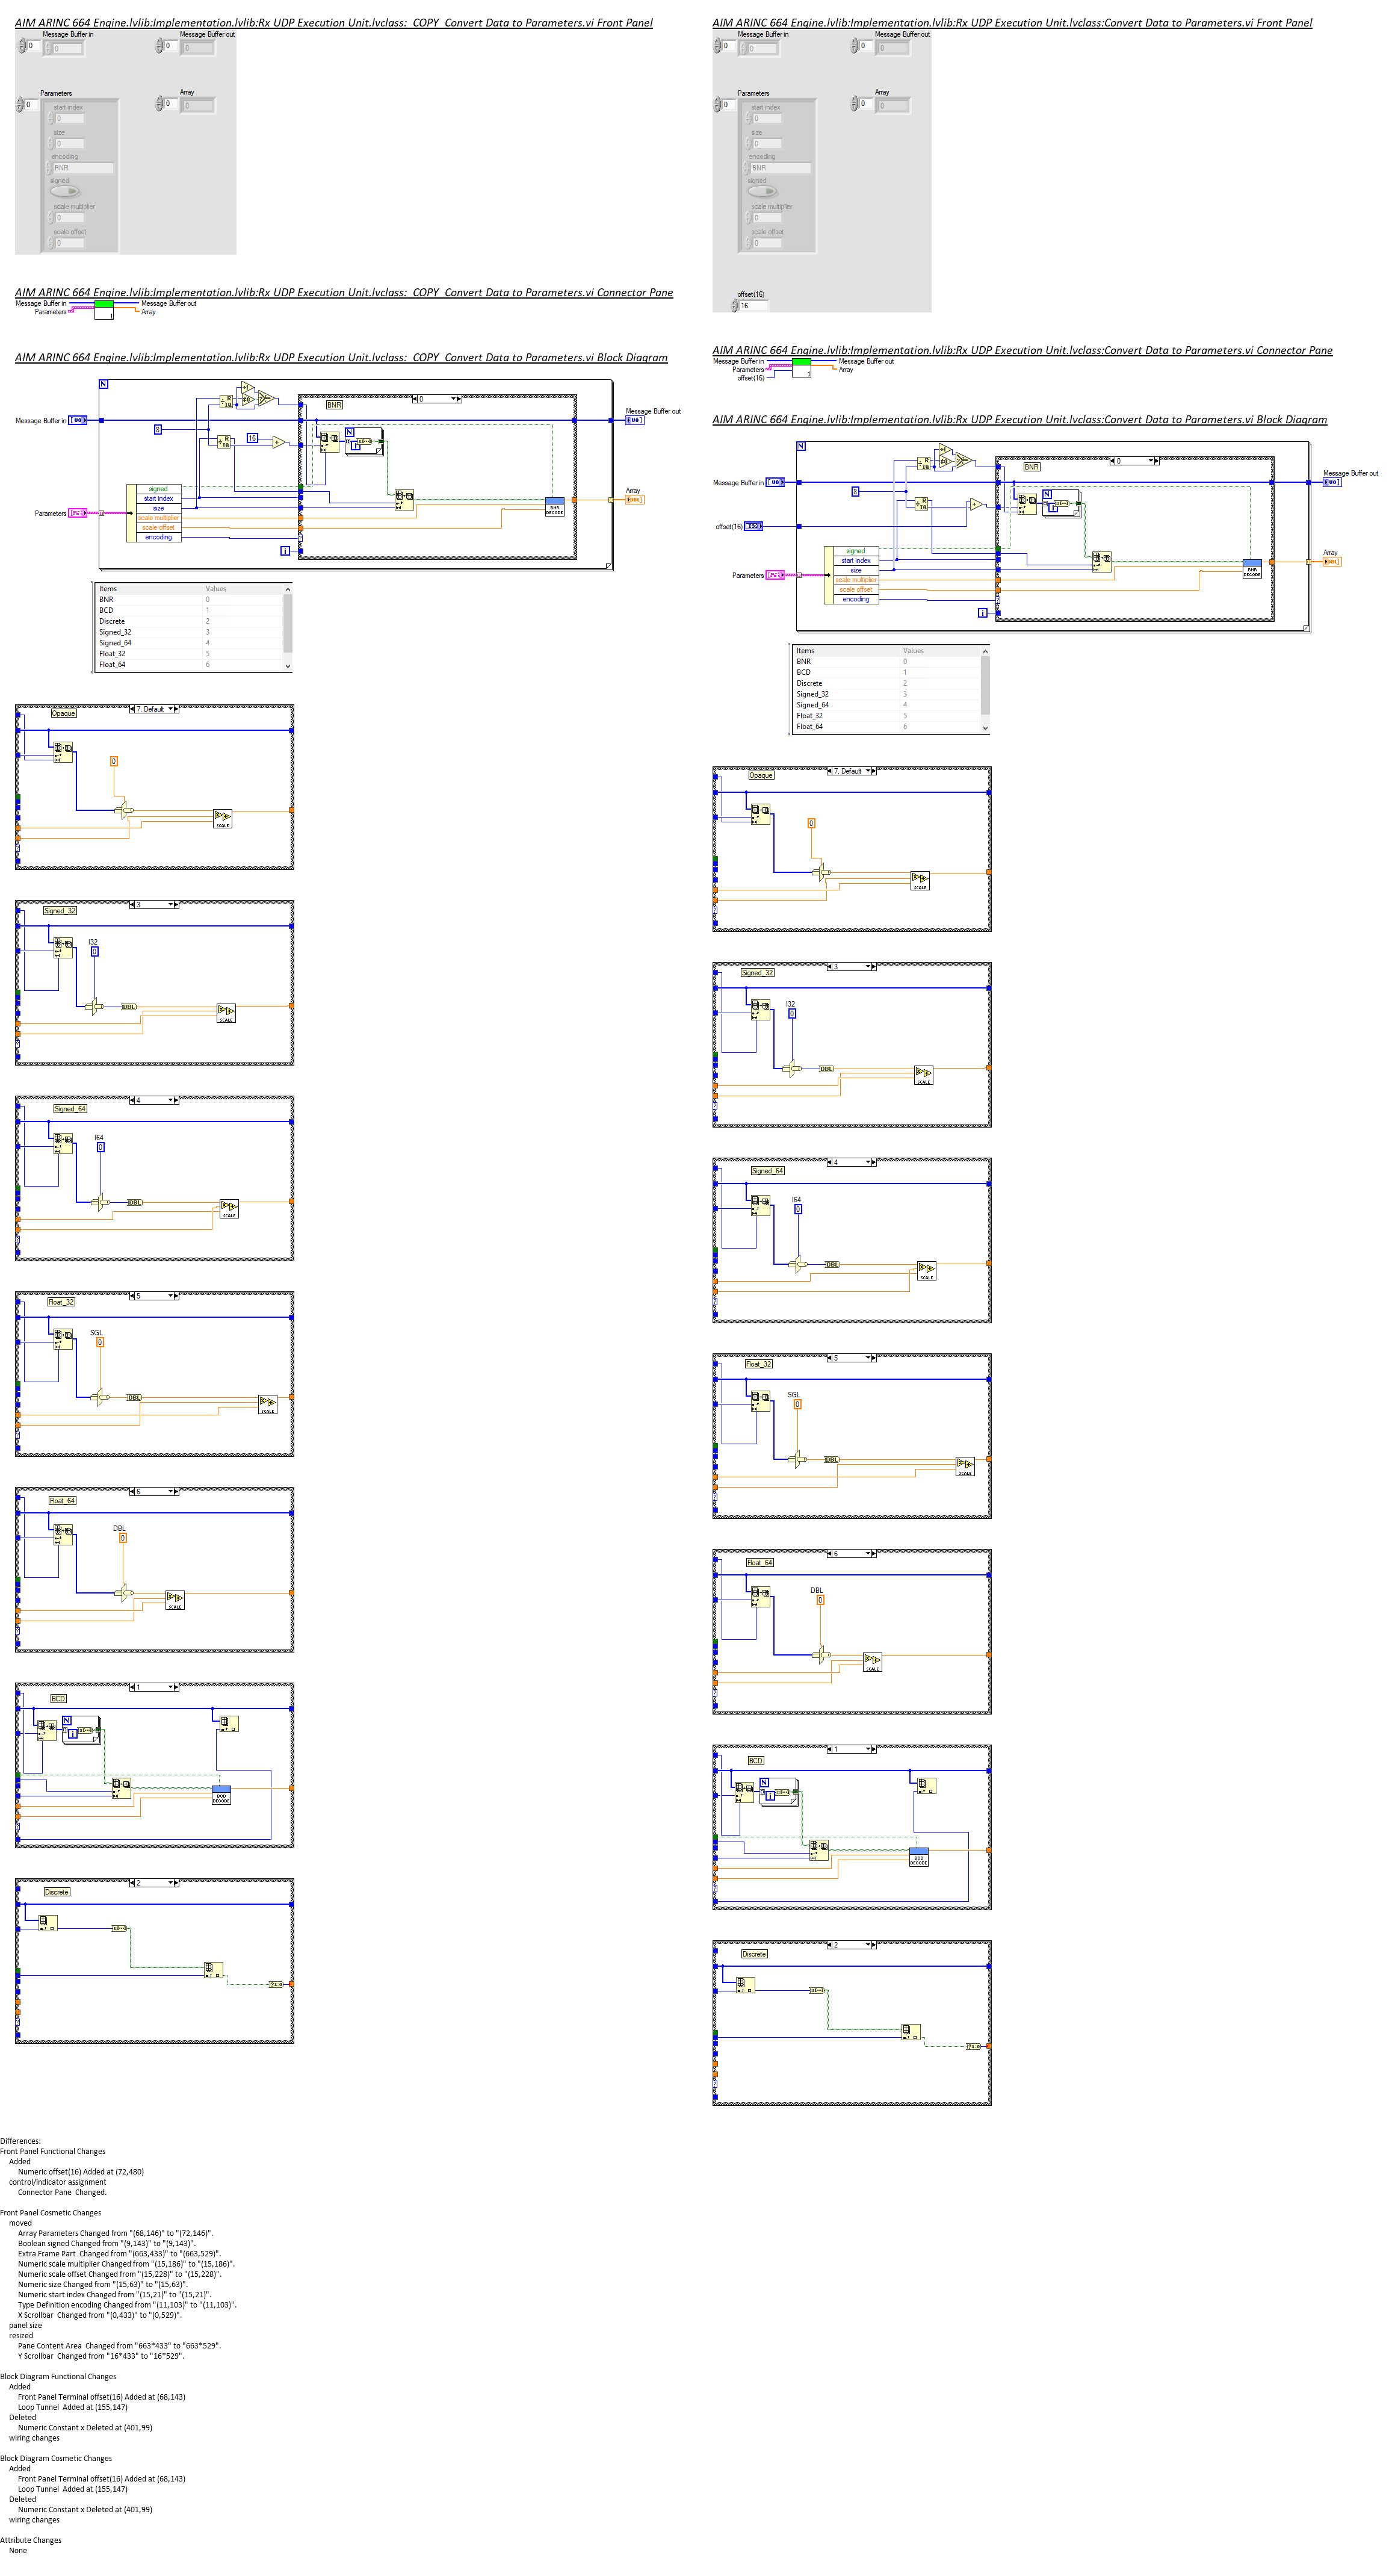 AIM ARINC 664 Engine.lvlib:Implementation.lvlib:Rx UDP Execution Unit.lvclass:_COPY_Convert Data to Parameters.vi Front Panel
Message Buffer in
Message Buffer out
0
0
0
0
Parameters
Array
0
0
0
start index
0
size
0
encoding
BNR
signed
scale multiplier
0
scale offset
0
AIM ARINC 664 Engine.lvlib:Implementation.lvlib:Rx UDP Execution Unit.lvclass:_COPY_Convert Data to Parameters.vi Connector Pane
Message Buffer in
Message Buffer out
Parameters
Array
1
AIM ARINC 664 Engine.lvlib:Implementation.lvlib:Rx UDP Execution Unit.lvclass:_COPY_Convert Data to Parameters.vi Block Diagram
N
BNR
0
Message Buffer in
Message Buffer out
8
16
N
i
signed
start index
size
scale multiplier
scale offset
encoding
Parameters
Array
BNR
DECODE
i
Items Values
BNR 0
BCD 1
Discrete 2
Signed_32 3
Signed_64 4
Float_32 5
Float_64 6
Opaque
7, Default
0
SCALE
Signed_32
3
I32
0
DBL
SCALE
Signed_64
4
I64
0
DBL
SCALE
Float_32
5
SGL
0
DBL
SCALE
Float_64
6
DBL
0
SCALE
BCD
1
N
i
BCD
DECODE
Discrete
2
AIM ARINC 664 Engine.lvlib:Implementation.lvlib:Rx UDP Execution Unit.lvclass:Convert Data to Parameters.vi Front Panel
Message Buffer in
Message Buffer out
0
0
0
0
Parameters
Array
0
0
0
start index
0
size
0
encoding
BNR
signed
scale multiplier
0
scale offset
0
offset(16)
16
AIM ARINC 664 Engine.lvlib:Implementation.lvlib:Rx UDP Execution Unit.lvclass:Convert Data to Parameters.vi Connector Pane
Message Buffer in
Message Buffer out
Parameters
Array
offset(16)
1
AIM ARINC 664 Engine.lvlib:Implementation.lvlib:Rx UDP Execution Unit.lvclass:Convert Data to Parameters.vi Block Diagram
N
BNR
0
Message Buffer in
Message Buffer out
8
N
i
offset(16)
I32
signed
start index
size
scale multiplier
scale offset
encoding
Parameters
Array
BNR
DECODE
i
Items Values
BNR 0
BCD 1
Discrete 2
Signed_32 3
Signed_64 4
Float_32 5
Float_64 6
Opaque
7, Default
0
SCALE
Signed_32
3
I32
0
DBL
SCALE
Signed_64
4
I64
0
DBL
SCALE
Float_32
5
SGL
0
DBL
SCALE
Float_64
6
DBL
0
SCALE
BCD
1
N
i
BCD
DECODE
Discrete
2
Differences:
Front Panel Functional Changes
Added
Numeric offset(16) Added at (72,480)
control/indicator assignment
Connector Pane Changed.
Front Panel Cosmetic Changes
moved
Array Parameters Changed from "(68,146)" to "(72,146)".
Boolean signed Changed from "(9,143)" to "(9,143)".
Extra Frame Part Changed from "(663,433)" to "(663,529)".
Numeric scale multiplier Changed from "(15,186)" to "(15,186)".
Numeric scale offset Changed from "(15,228)" to "(15,228)".
Numeric size Changed from "(15,63)" to "(15,63)".
Numeric start index Changed from "(15,21)" to "(15,21)".
Type Definition encoding Changed from "(11,103)" to "(11,103)".
X Scrollbar Changed from "(0,433)" to "(0,529)".
panel size
resized
Pane Content Area Changed from "663*433" to "663*529".
Y Scrollbar Changed from "16*433" to "16*529".
Block Diagram Functional Changes
Added
Front Panel Terminal offset(16) Added at (68,143)
Loop Tunnel Added at (155,147)
Deleted
Numeric Constant x Deleted at (401,99)
wiring changes
Block Diagram Cosmetic Changes
Added
Front Panel Terminal offset(16) Added at (68,143)
Loop Tunnel Added at (155,147)
Deleted
Numeric Constant x Deleted at (401,99)
wiring changes
Attribute Changes
None